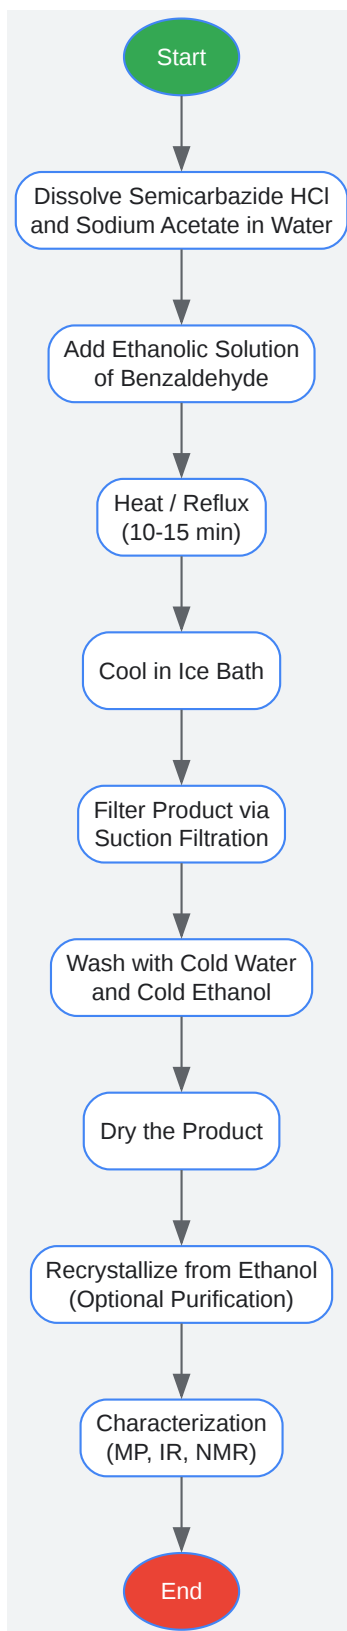 Start
Dissolve Semicarbazide HCl
and Sodium Acetate in Water
Add Ethanolic Solution
of Benzaldehyde
Heat / Reflux
(10-15 min)
Cool in Ice Bath
Filter Product via
Suction Filtration
Wash with Cold Water
and Cold Ethanol
Dry the Product
Recrystallize from Ethanol
(Optional Purification)
Characterization
(MP, IR, NMR)
End